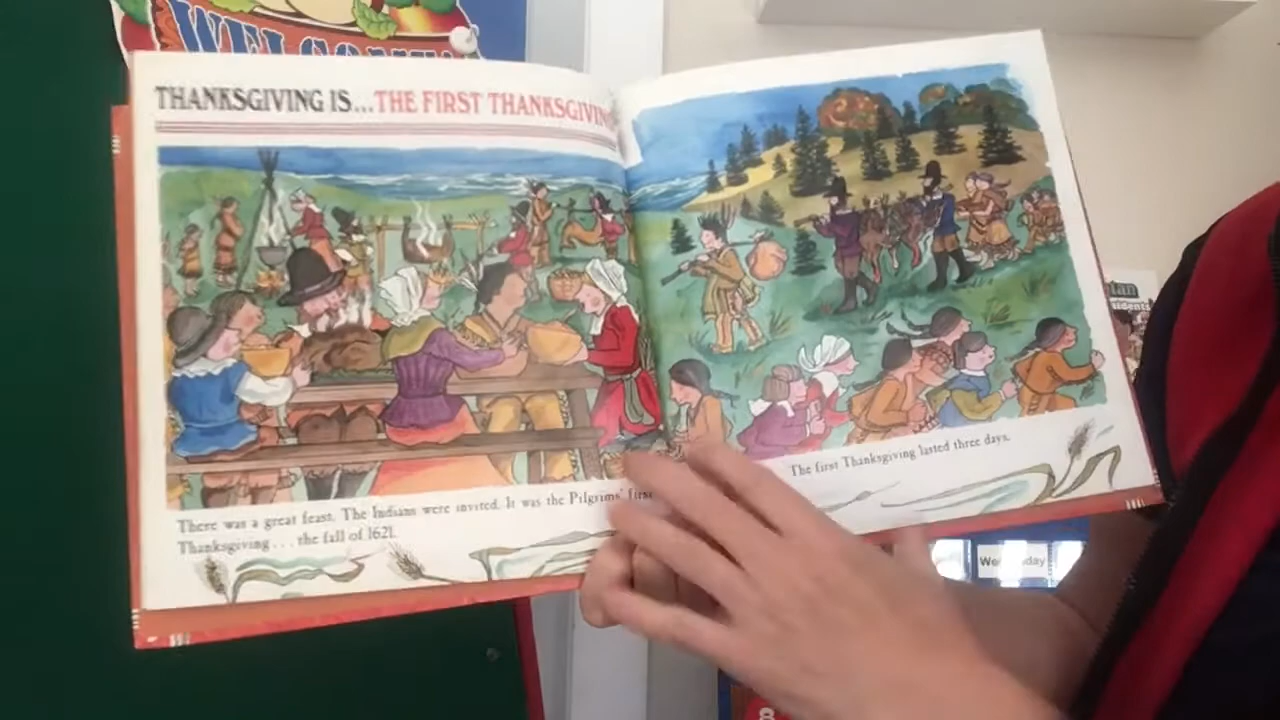 WELCOME
THANKSGIVING IS...THE FIRST THANKSGIVING
There was a great feast. The Indians were invited. It was the Pilgrims' first
Thanksgiving...the fall of 1621.
The first Thanksgiving lasted three days.